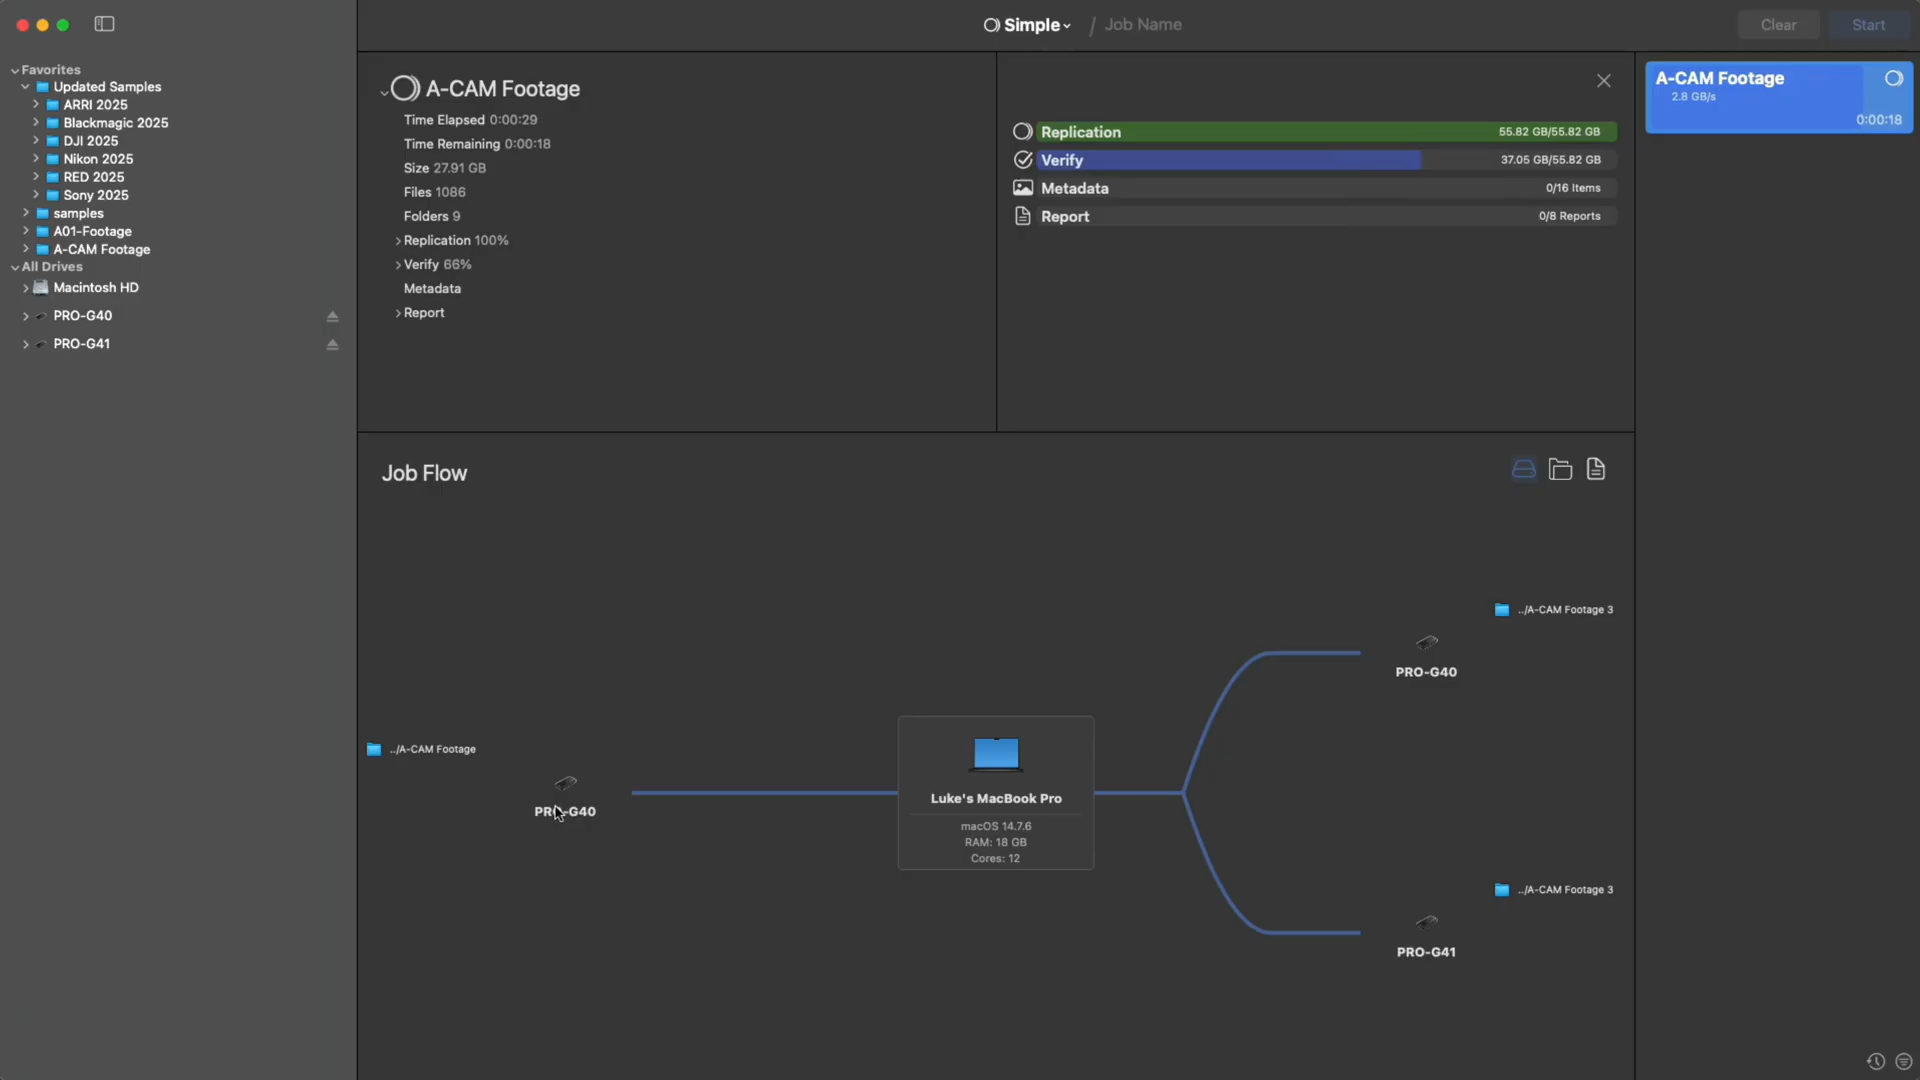 Simple
/ Job Name
Clear
Start
Favorites
Updated Samples
ARRI 2025
Blackmagic 2025
DJI 2025
Nikon 2025
RED 2025
Sony 2025
samples
A01-Footage
A-CAM Footage
All Drives
Macintosh HD
PRO-G40
PRO-G41
A-CAM Footage
Time Elapsed 0:00:29
Time Remaining 0:00:18
Size 27.91 GB
Files 1086
Folders 9
Replication 100%
Verify 66%
Metadata
Report
Replication 55.82 GB/55.82 GB
Verify 37.05 GB/55.82 GB
Metadata 0/16 Items
Report 0/8 Reports
A-CAM Footage
2.8 GB/s
0:00:18
Job Flow
../A-CAM Footage
PRO-G40
Luke's MacBook Pro
macOS 14.7.6
RAM: 18 GB
Cores: 12
../A-CAM Footage 3
PRO-G40
../A-CAM Footage 3
PRO-G41